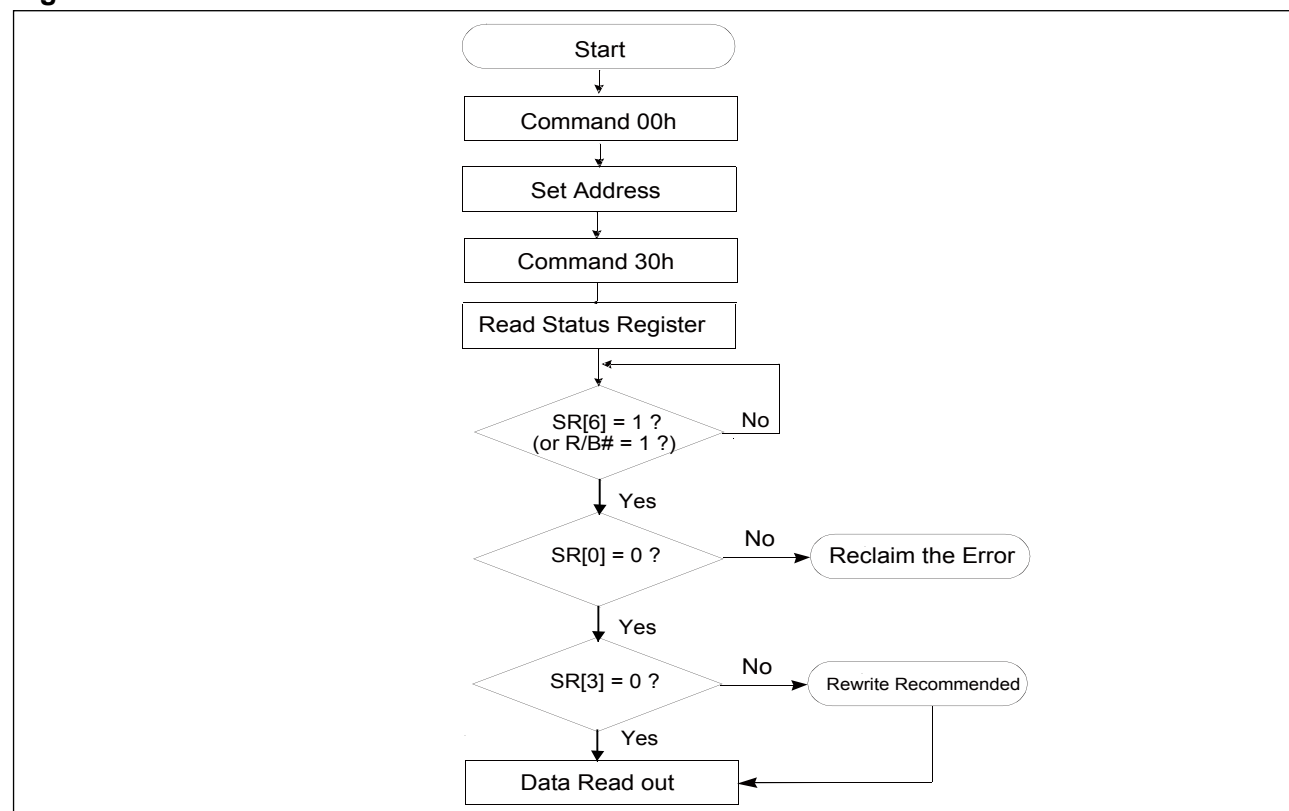 Start
Command 00h
Set Address
Command 30h
Read Status Register
SR[6] = 1 ?
(or R/B# = 1 ?)
No
Yes
SR[0] = 0 ?
No
Reclaim the Error
Yes
SR[3] = 0 ?
No
Rewrite Recommended
Yes
Data Read out